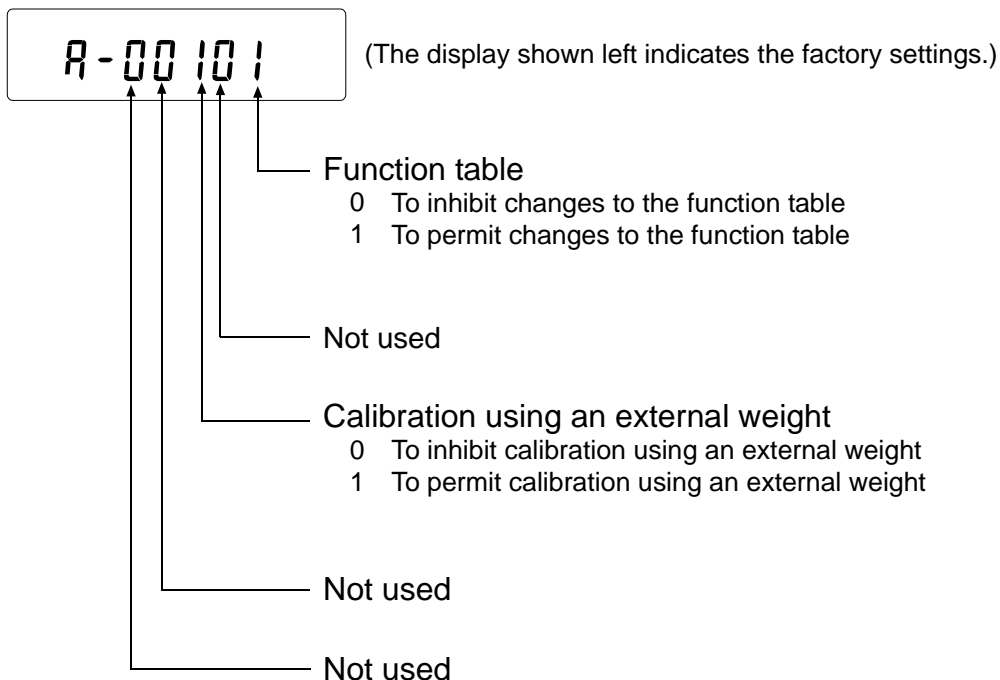 A-00101
(The display shown left indicates the factory settings.)
Function table
0 To inhibit changes to the function table
1 To permit changes to the function table
Not used
Calibration using an external weight
0 To inhibit calibration using an external weight
1 To permit calibration using an external weight
Not used
Not used